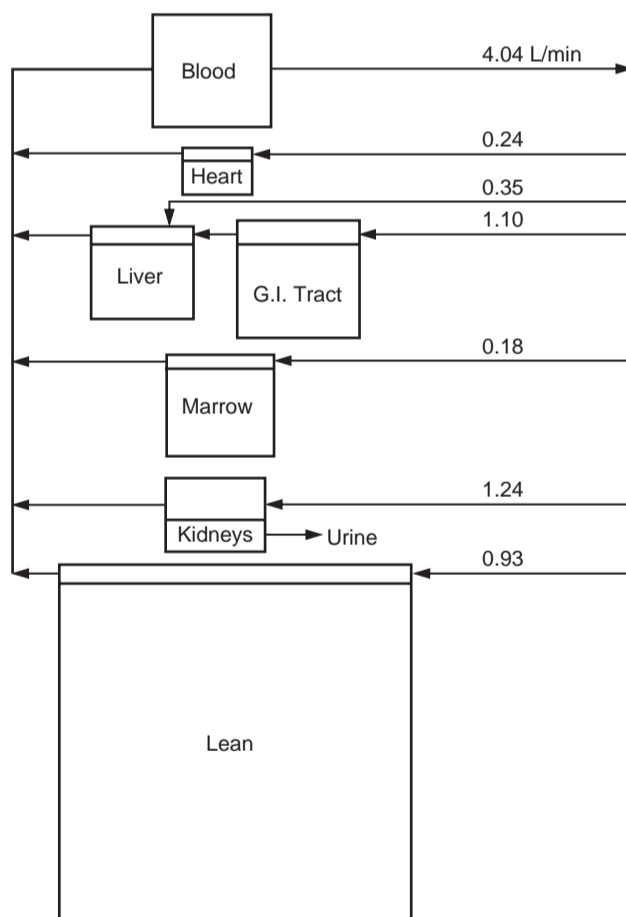 4.04 L/min
Blood
0.24
Heart
0.35
1.10
Liver
G.I. Tract
0.18
Marrow
1.24
Kidneys
Urine
0.93
Lean